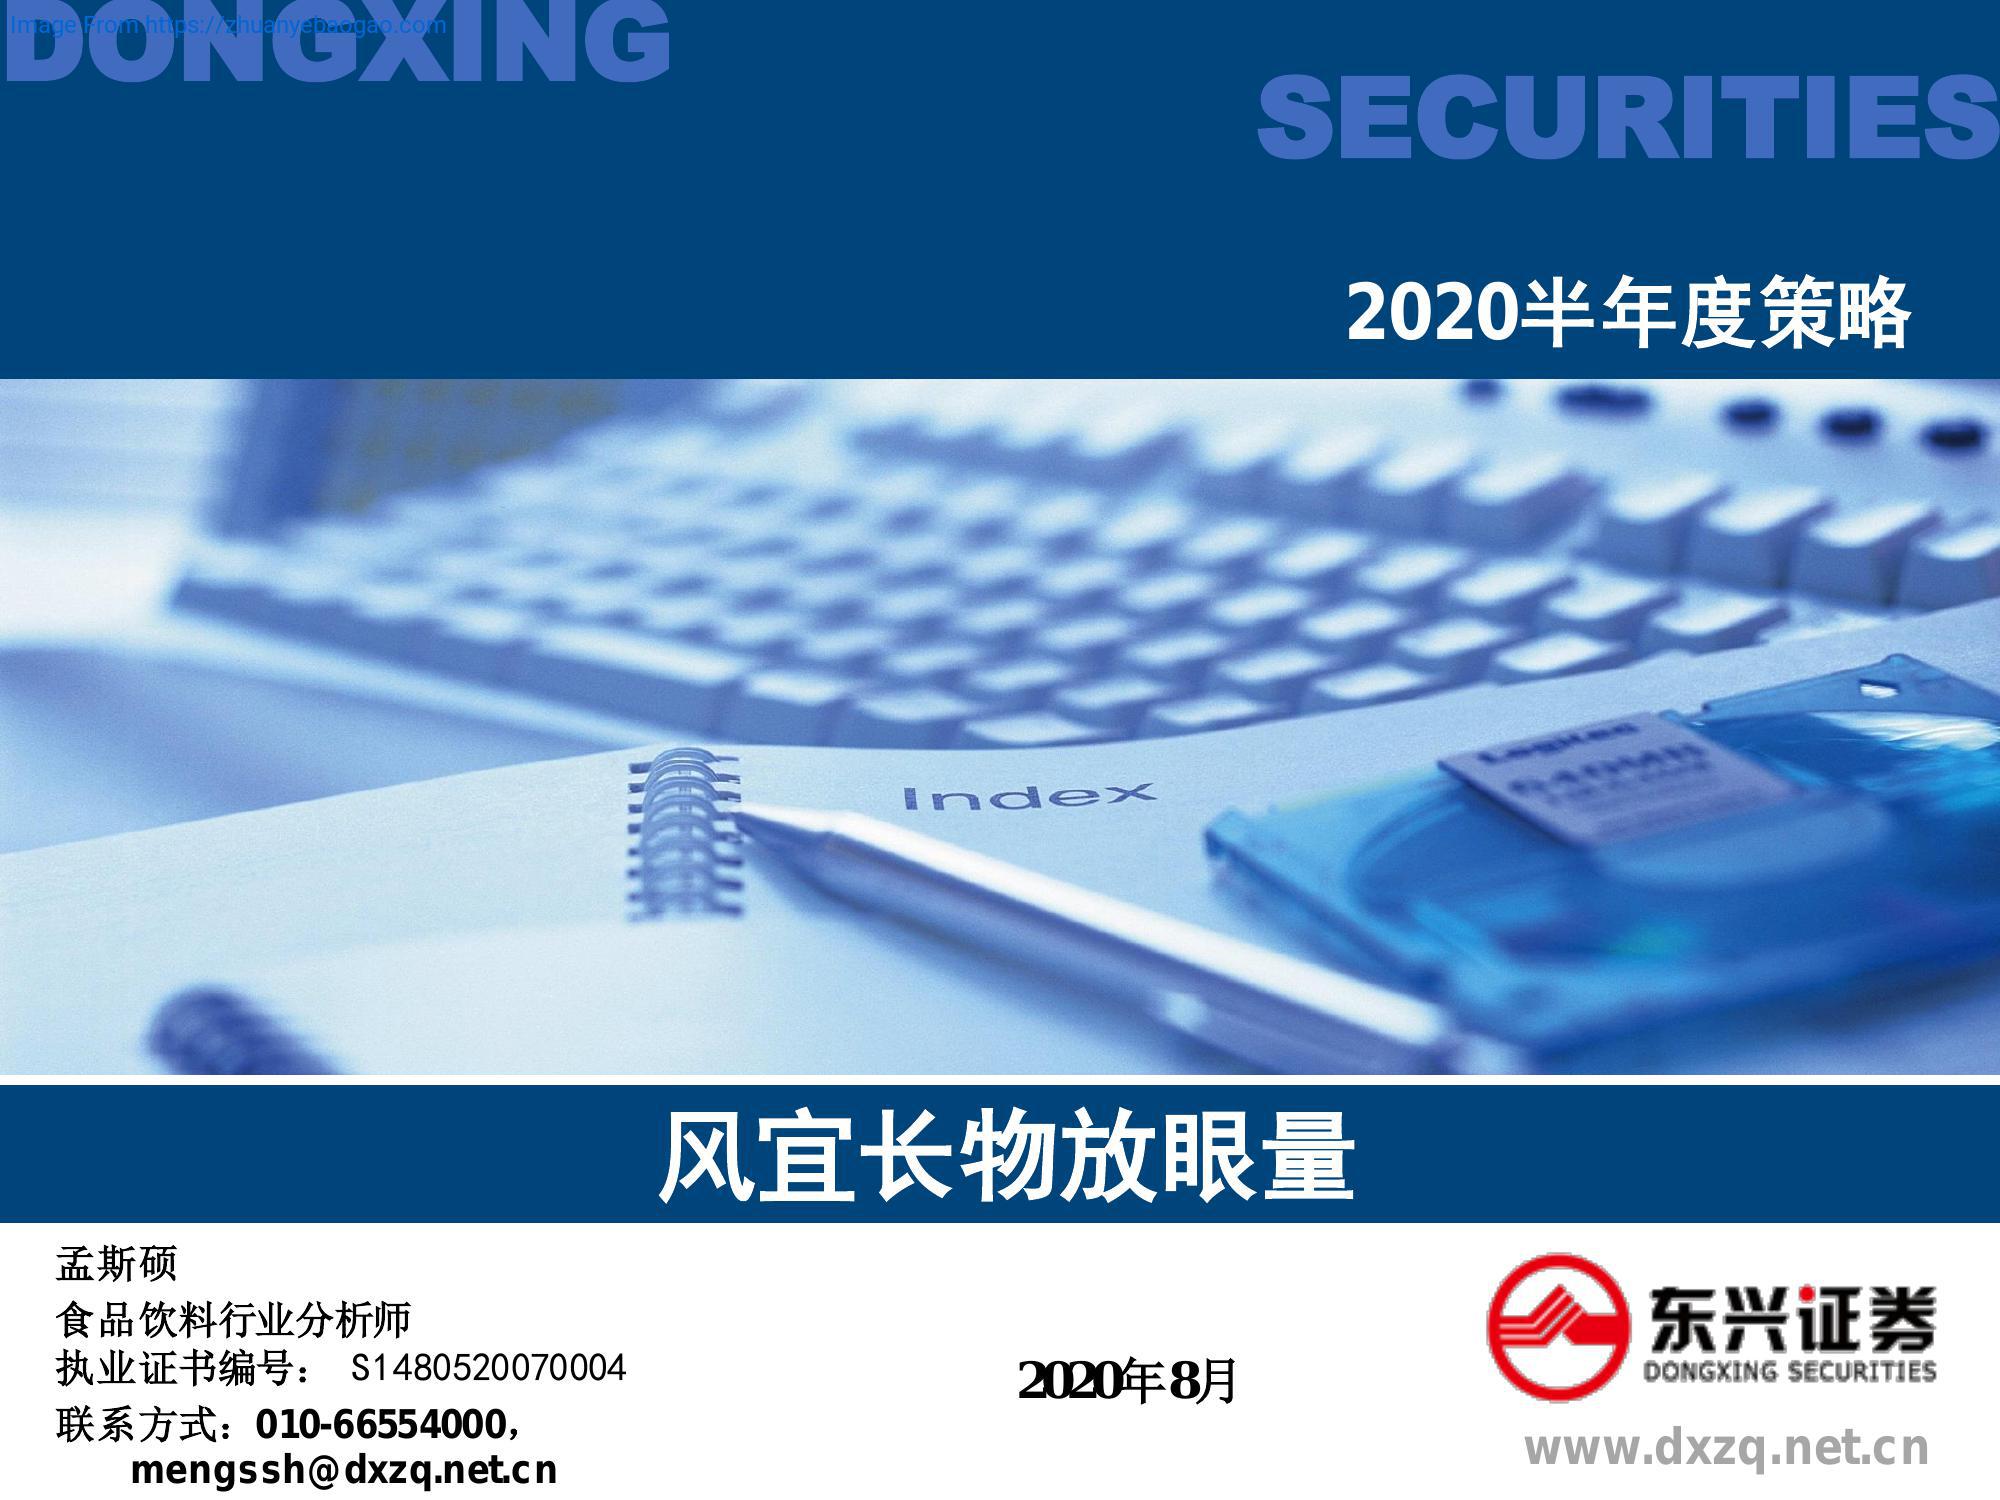 Image From https://zhuanyebaogao.com
DONGXING
SECURITIES
2020半年度策略
Index
风宜长物放眼量
孟斯硕
食品饮料行业分析师
执业证书编号： S1480520070004
联系方式：010-66554000，
mengssh@dxzq.net.cn
2020年8月
东兴证券
DONGXING SECURITIES
www.dxzq.net.cn